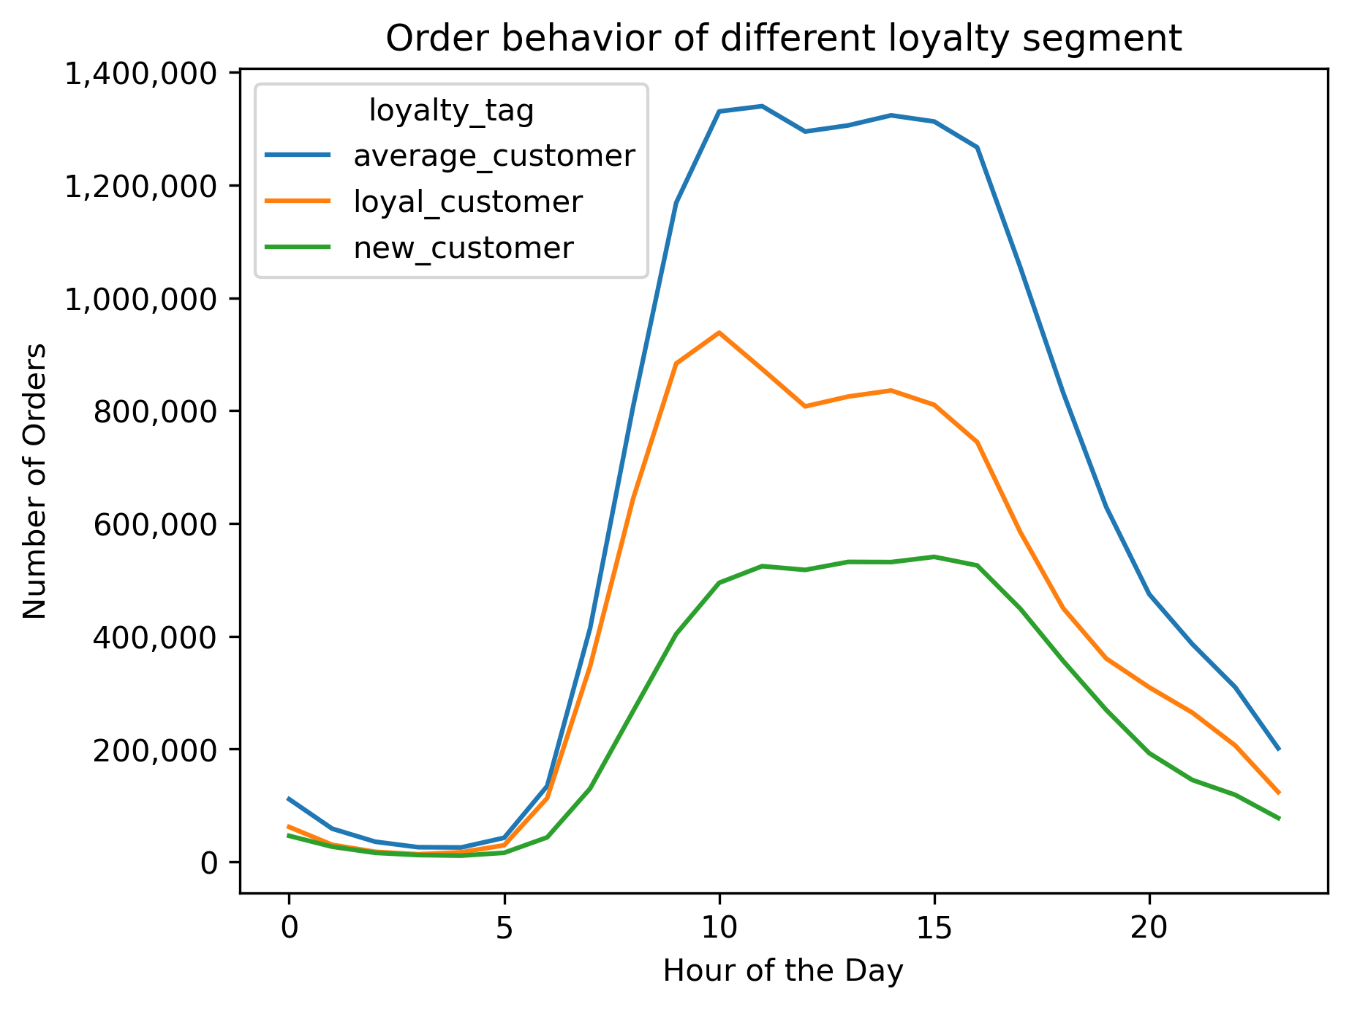 Order behavior of different loyalty segment
1,400,000
1,200,000
1,000,000
800,000
600,000
400,000
200,000
0
Number of Orders
loyalty_tag
average_customer
loyal_customer
new_customer
0 5 10 15 20
Hour of the Day